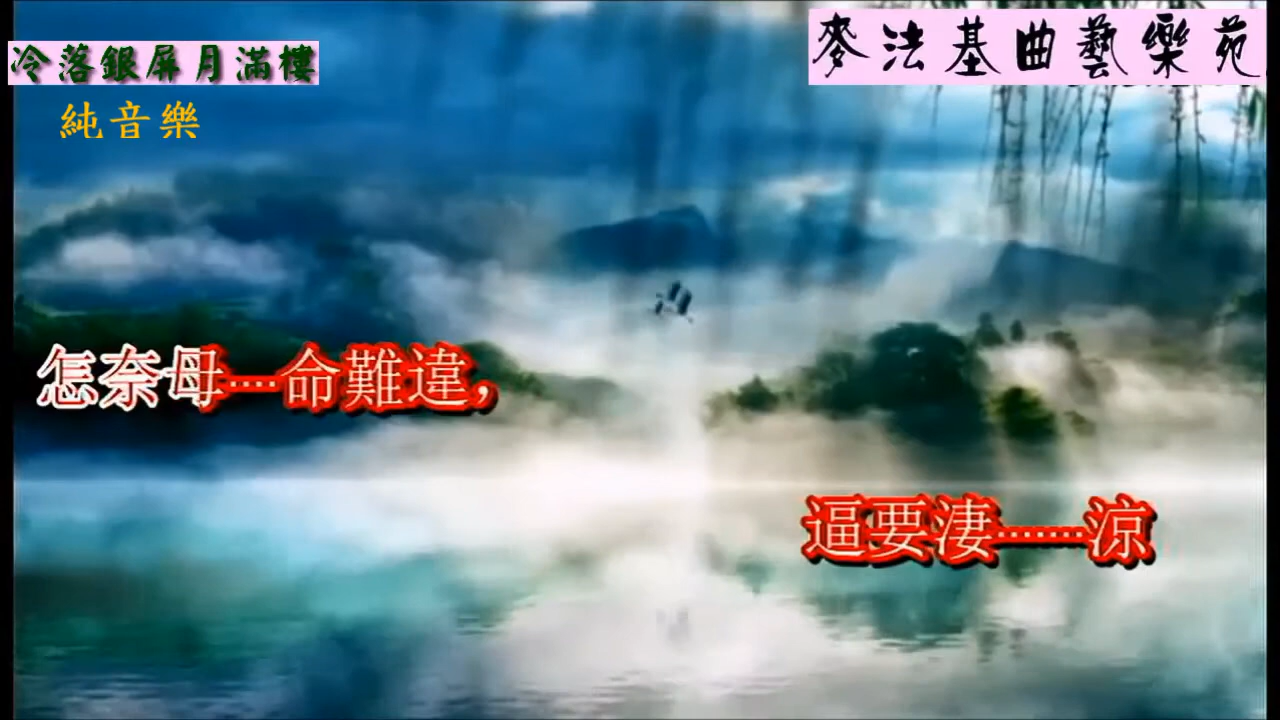 冷落銀屏月滿樓
麥法基曲藝樂苑
純音樂
怎奈母....命難違，
逼要淒.......涼